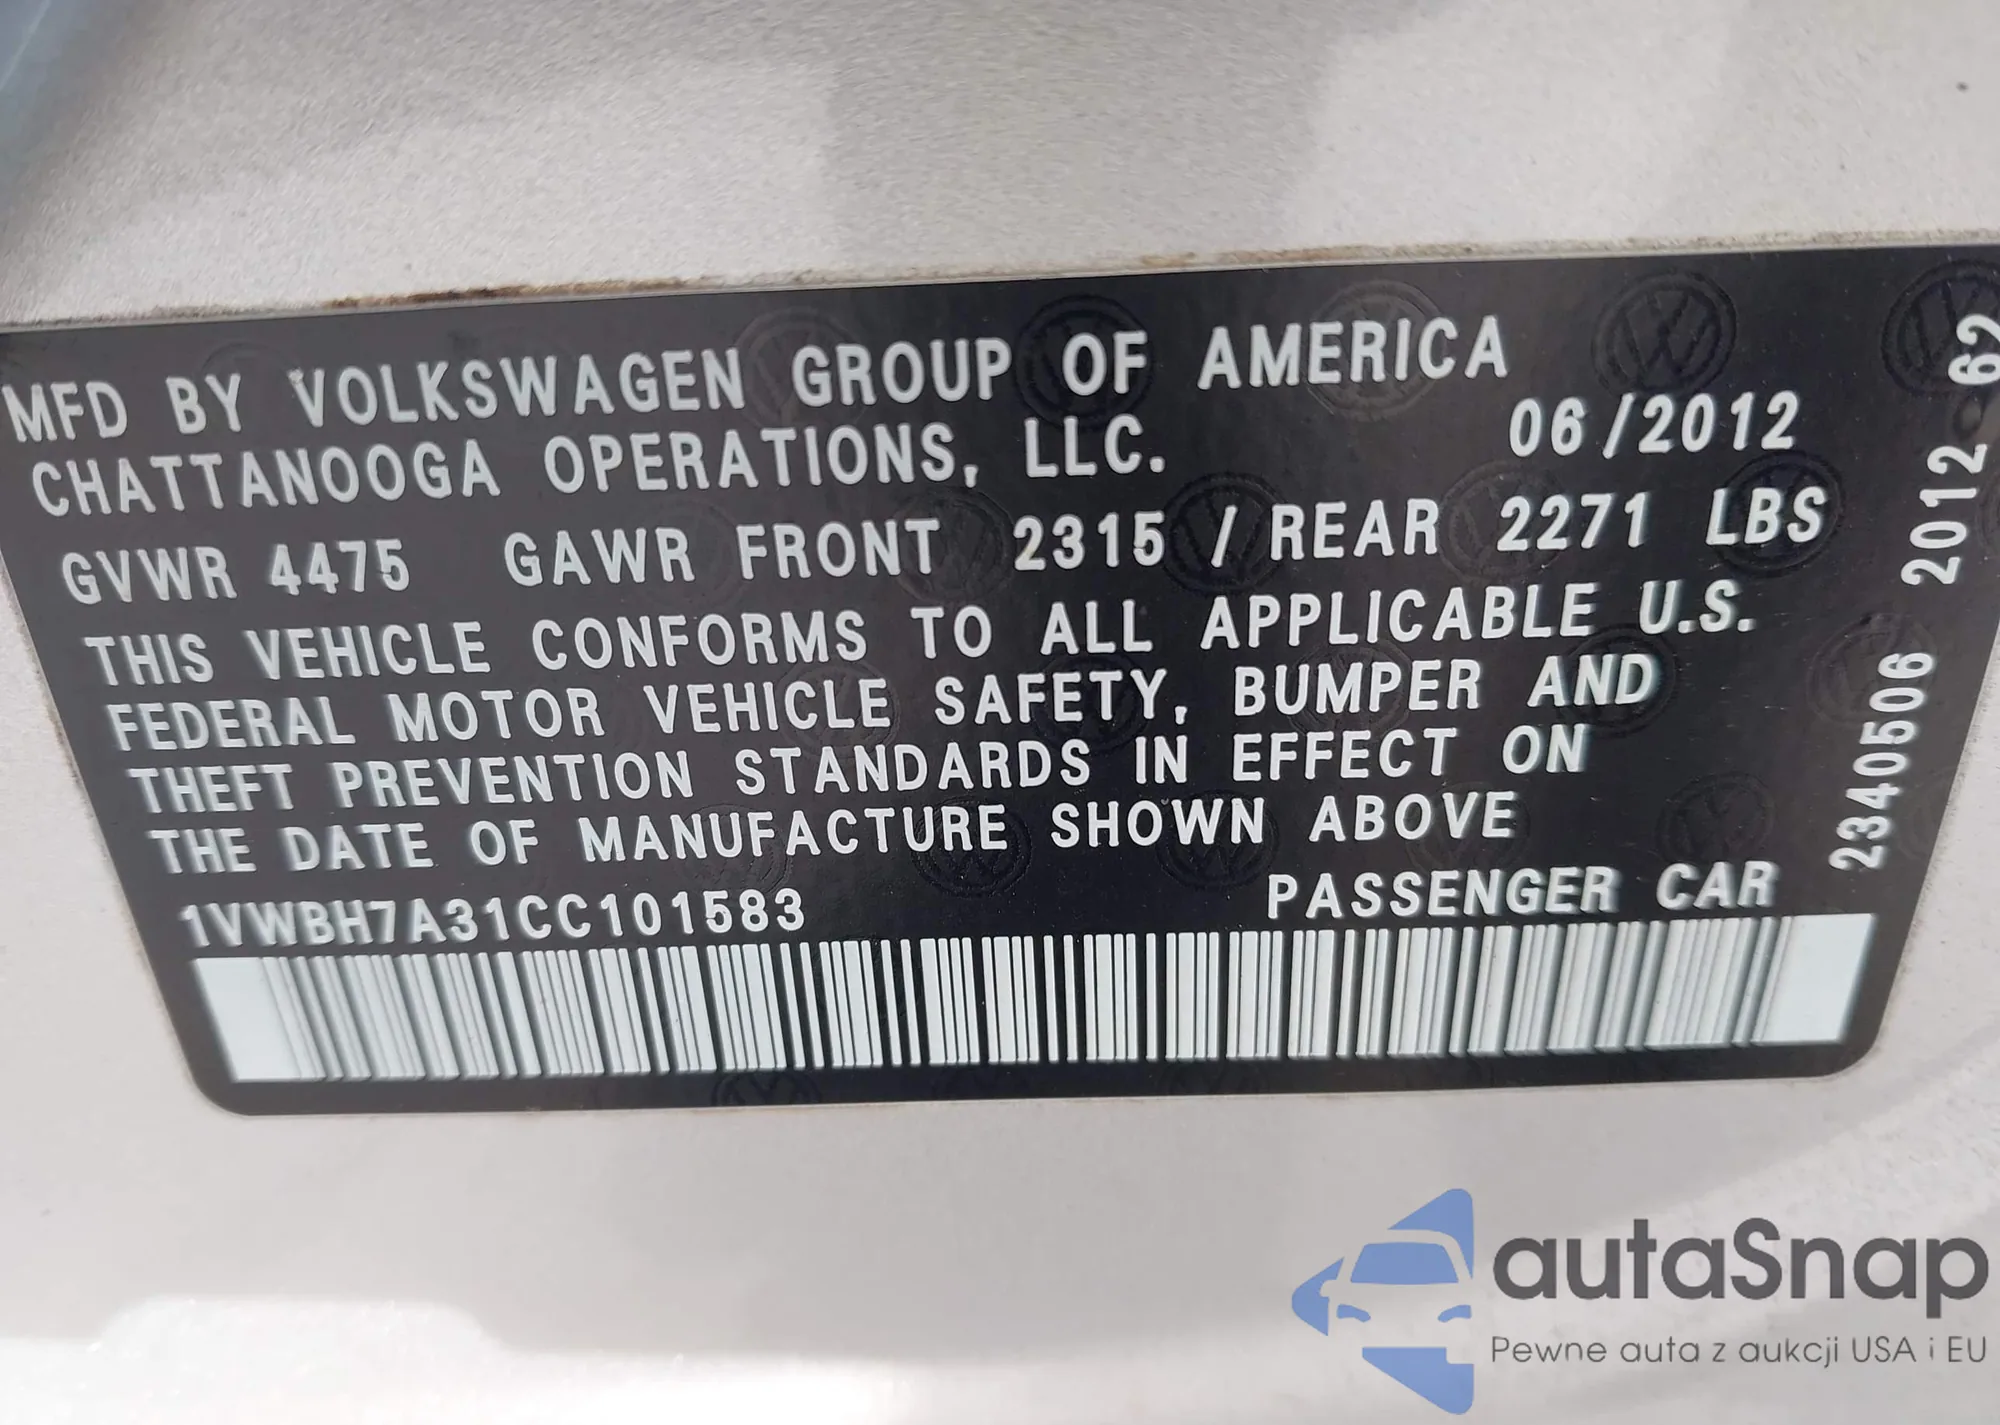 MFD BY VOLKSWAGEN GROUP OF AMERICA
CHATTANOOGA OPERATIONS, LLC. 06/2012
GVWR 4475 GAWR FRONT 2315 / REAR 2271 LBS
THIS VEHICLE CONFORMS TO ALL APPLICABLE U.S.
FEDERAL MOTOR VEHICLE SAFETY, BUMPER AND
THEFT PREVENTION STANDARDS IN EFFECT ON
THE DATE OF MANUFACTURE SHOWN ABOVE
1VWBH7A31CC101583 PASSENGER CAR
2340506 2012 62
autaSnap
Pewne auta z aukcji USA i EU